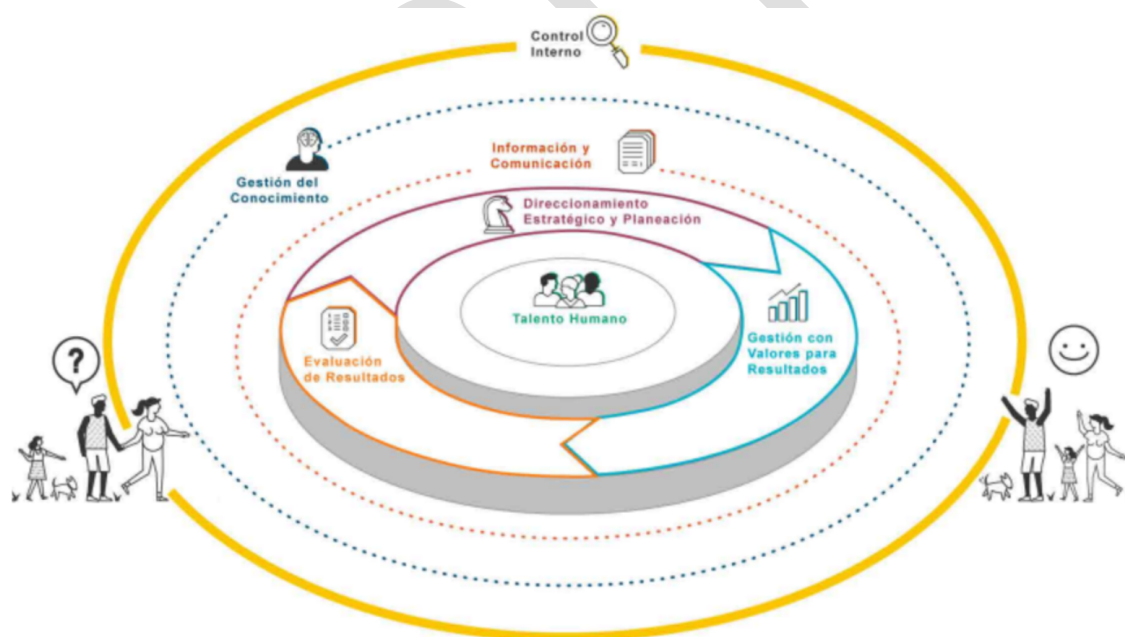 Control
Interno
Información y
Comunicación
Gestión del
Conocimiento
Direccionamiento
Estratégico y Planeación
Talento Humano
Gestión con
Valores para
Resultados
Evaluación
de Resultados
?